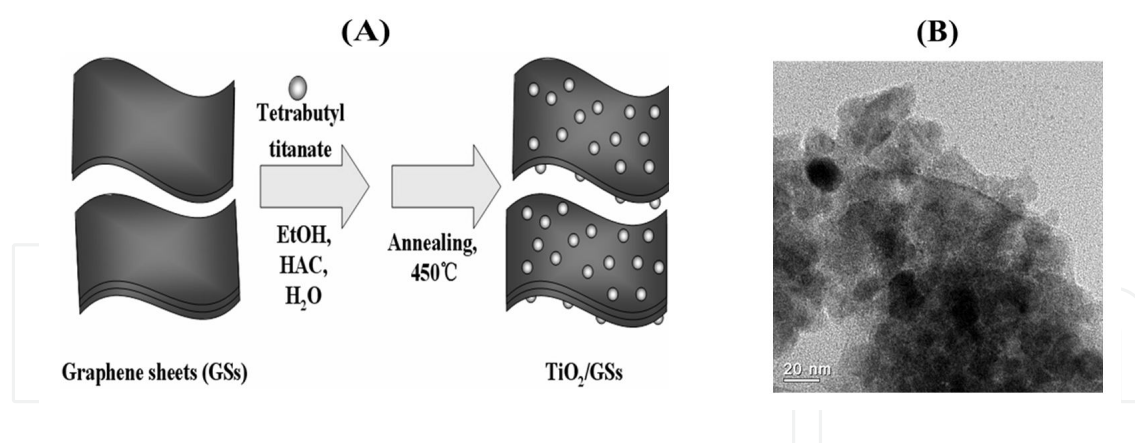 (A)
(B)
Tetrabutyl
titanate
EtOH,
HAC,
H₂O
Annealing,
450℃
Graphene sheets (GSs)
TiO₂/GSs
20 nm